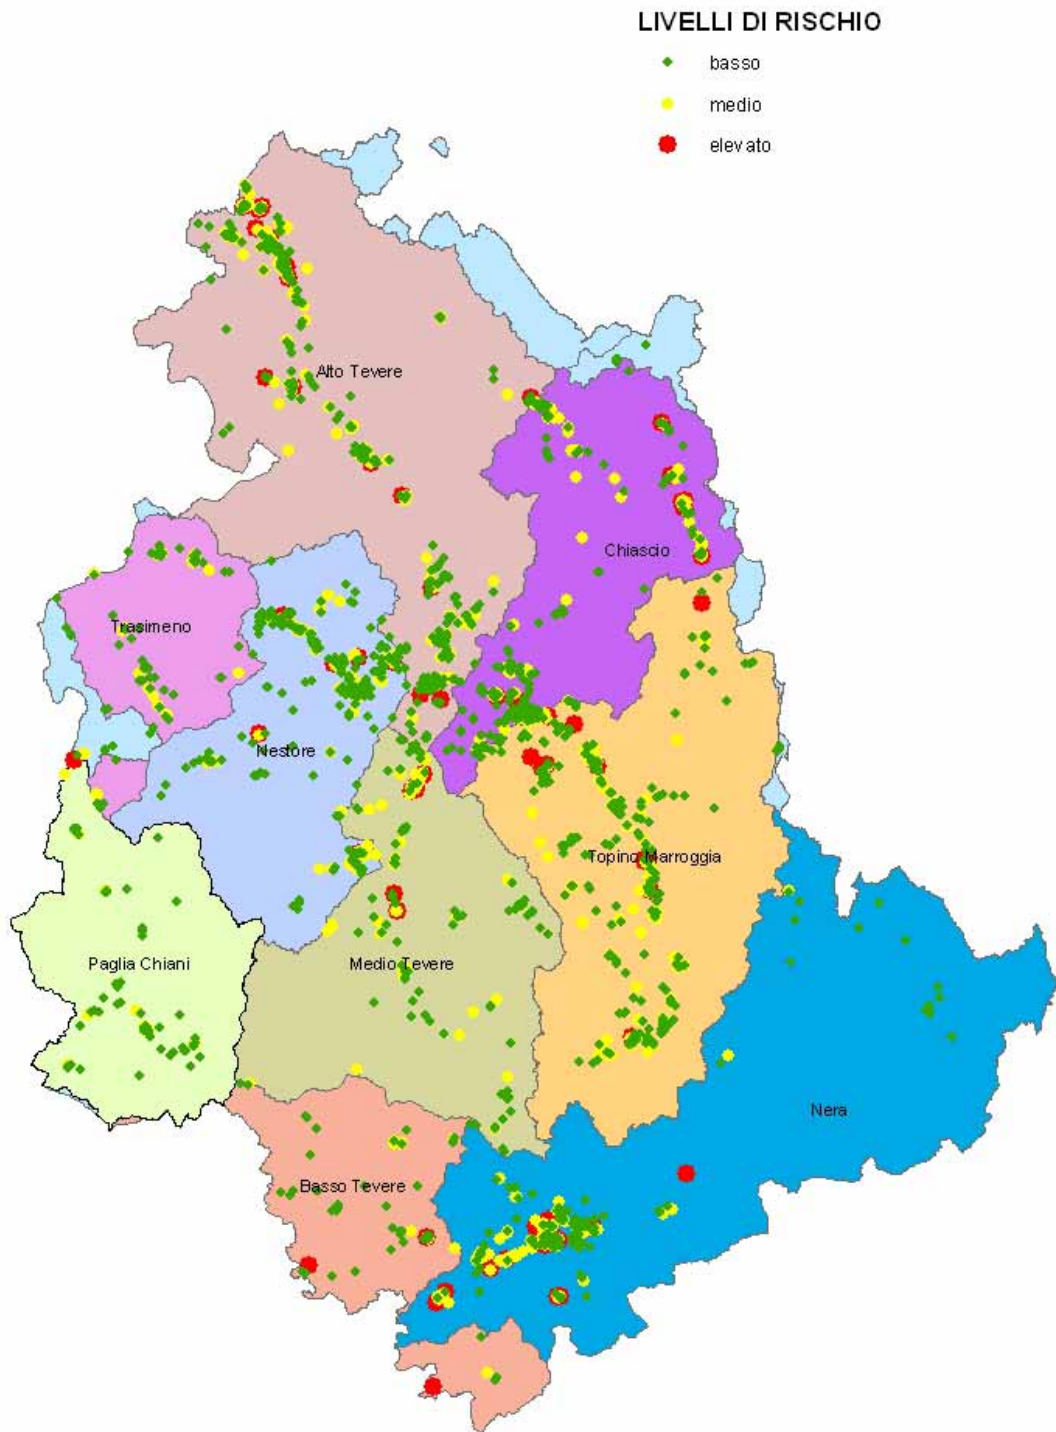 LIVELLI DI RISCHIO
basso
medio
elevato
Alto Tevere
Chiascio
Trasimeno
Nestore
Topino Marroggia
Paglia Chiani
Medio Tevere
Nera
Basso Tevere